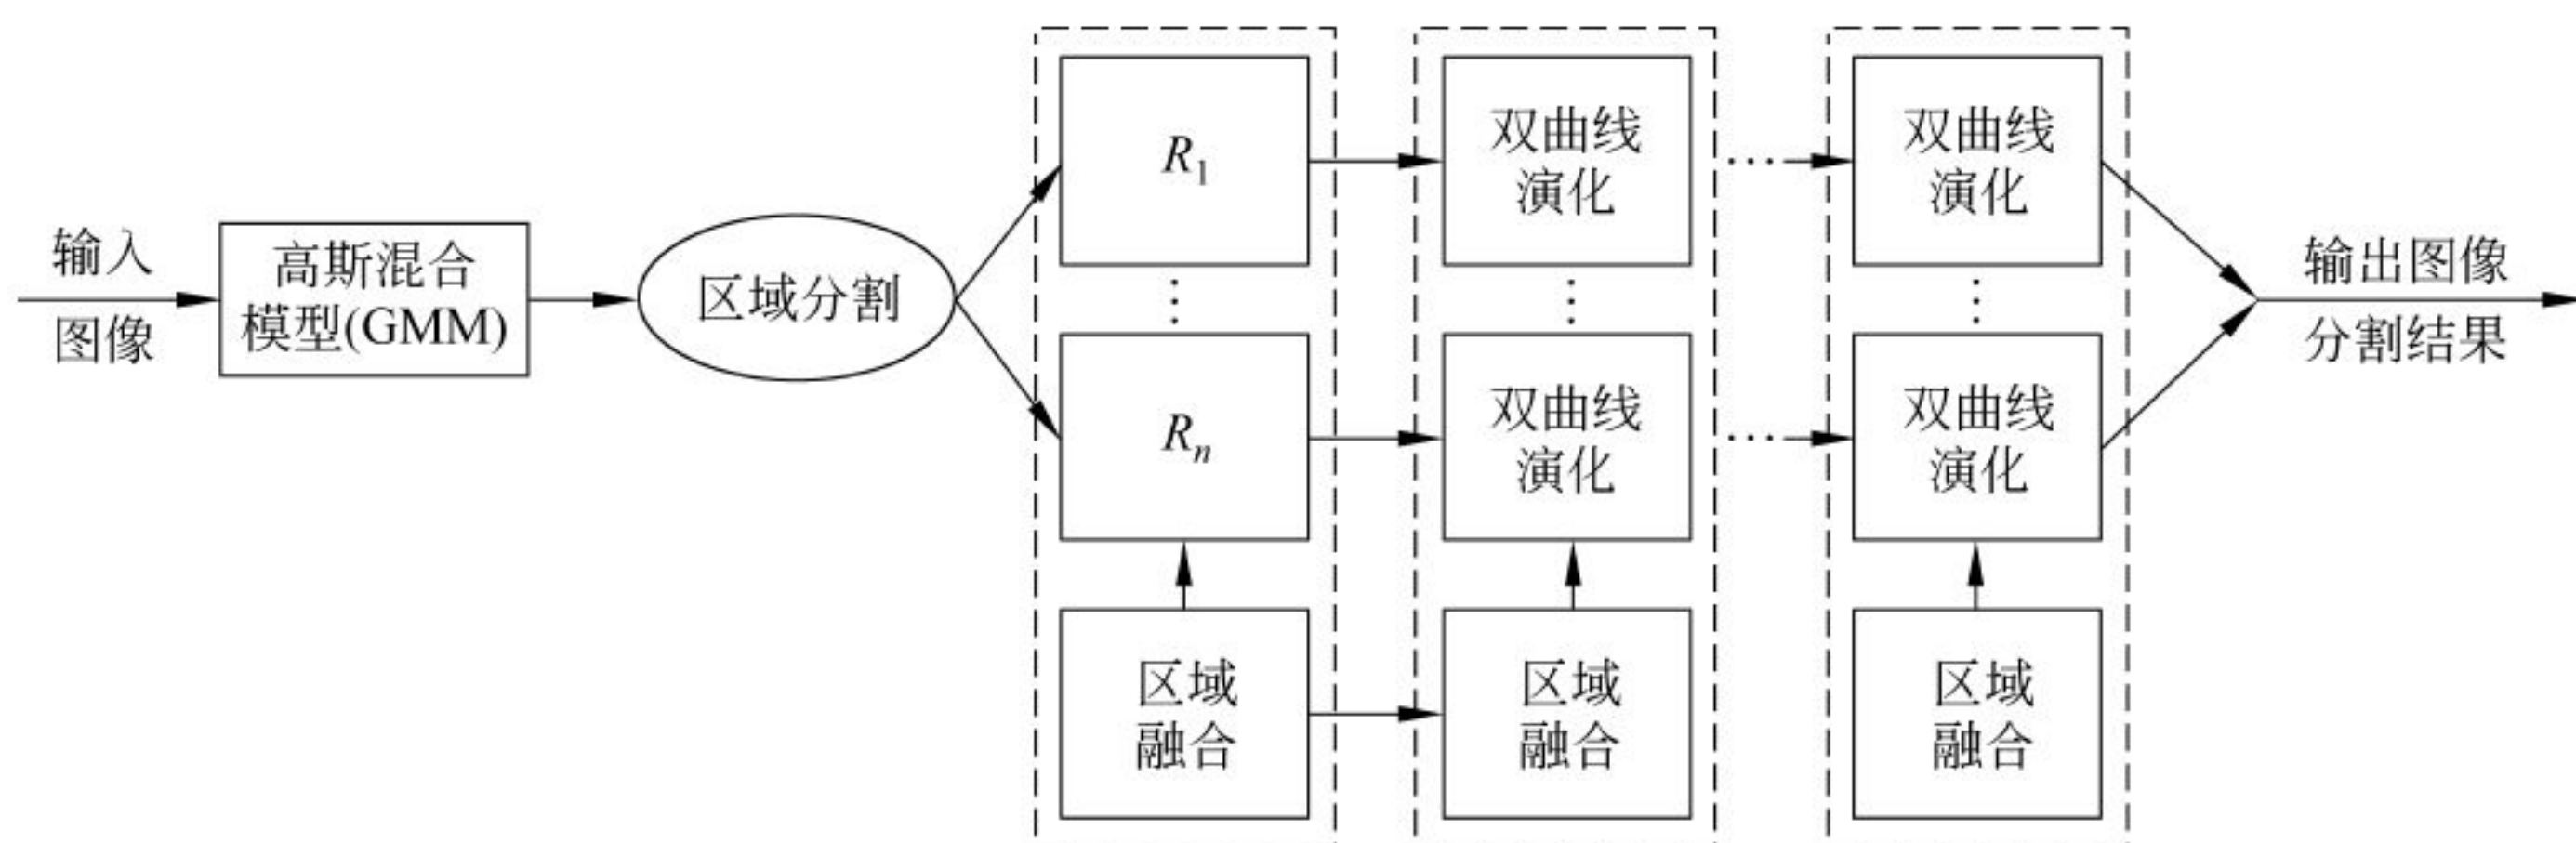 输入
图像
高斯混合
模型(GMM)
区域分割
R1
⋮
Rn
区域
融合
双曲线
演化
⋮
双曲线
演化
区域
融合
…
…
双曲线
演化
⋮
双曲线
演化
区域
融合
输出图像
分割结果